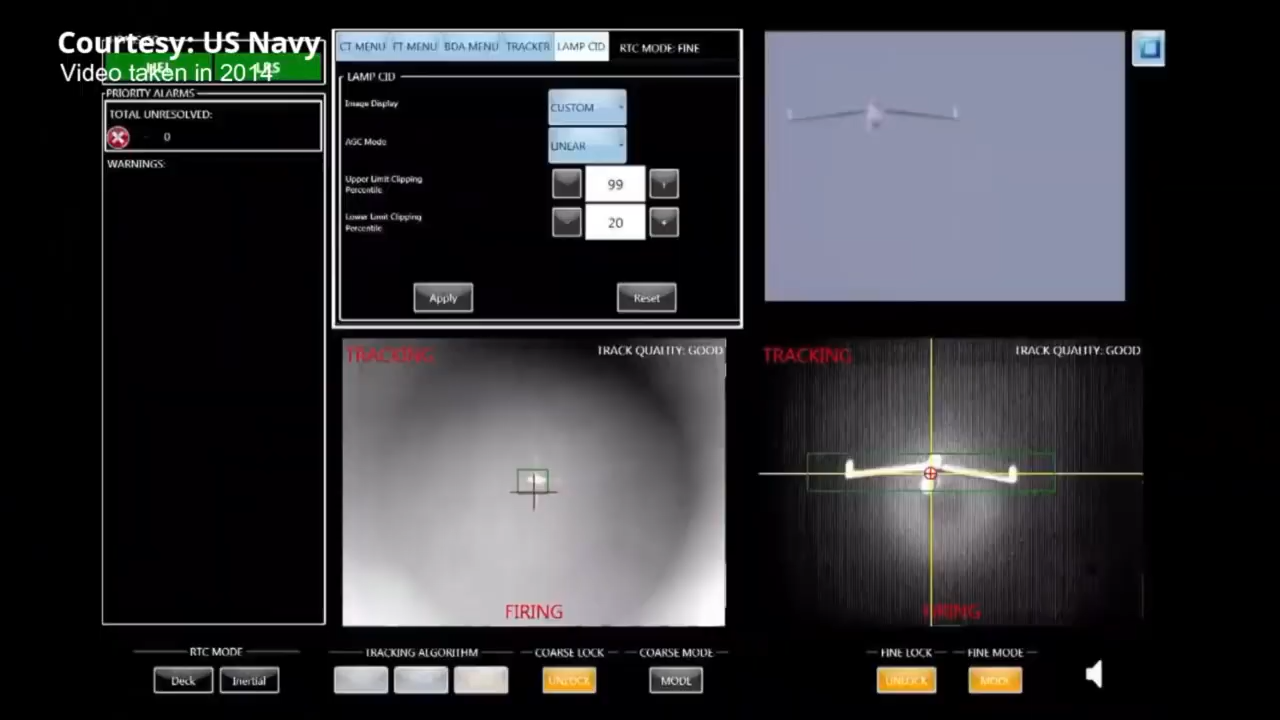 Courtesy: US Navy
Video taken in 2014
PRIORITY ALARMS
TOTAL UNRESOLVED:
0
WARNINGS:
CT MENU FT MENU BDA MENU TRACKER LAMP CID RTC MODE: FINE
LAMP CID
Image Display CUSTOM
AGC Mode LINEAR
Upper Limit Clipping
Percentile
99
Lower Limit Clipping
Percentile
20
Apply Reset
TRACKING TRACK QUALITY: GOOD
FIRING
TRACKING TRACK QUALITY: GOOD
FIRING
RTC MODE TRACKING ALGORITHM COARSE LOCK COARSE MODE FINE LOCK FINE MODE
Deck Inertial UNLOCK MODE UNLOCK MODE